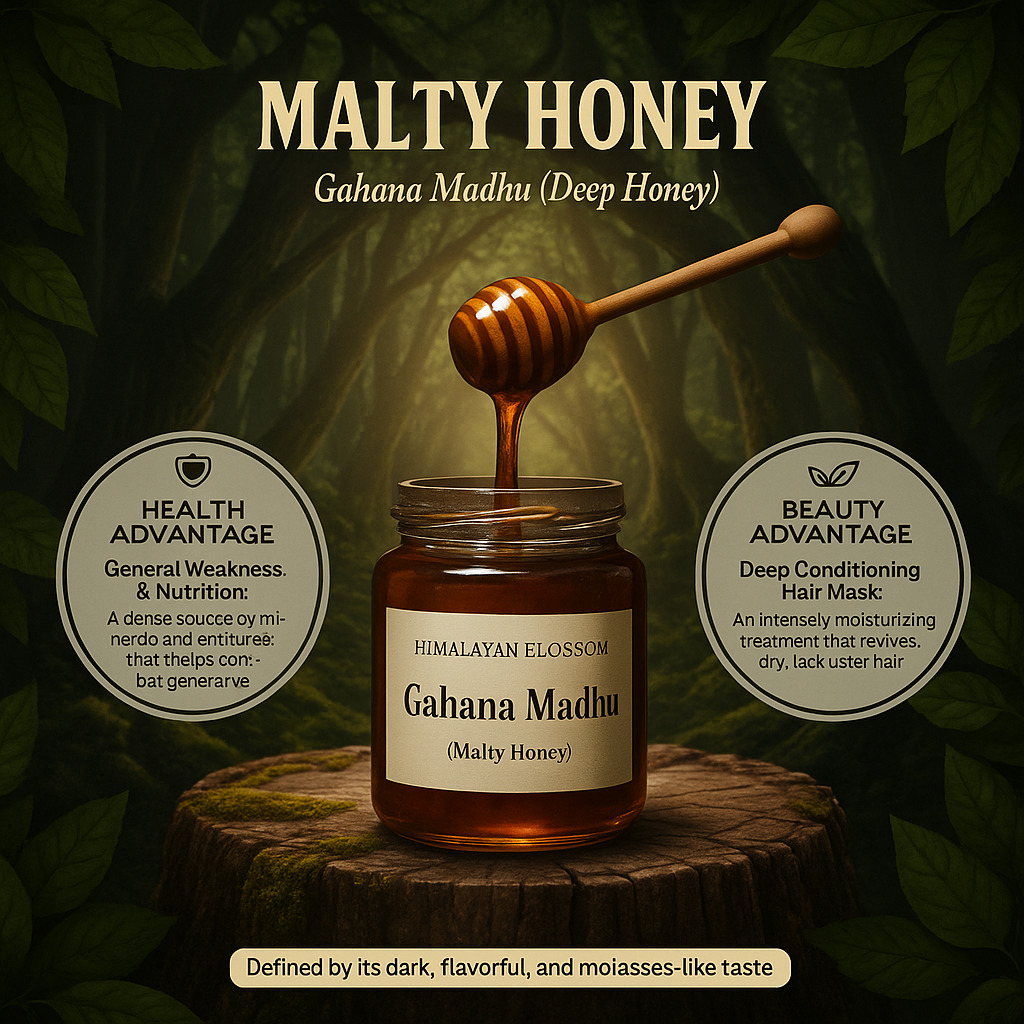 MALTY HONEY
Gahana Madhu (Deep Honey)
HEALTH
ADVANTAGE
General Weakness.
& Nutrition:
A dense soucce oy mi-
nerdo and entitureé:
that thelps con:-
bat generarve
BEAUTY
ADVANTAGE
Deep Conditioning
Hair Mask:
An intensely moisturizing
treatment that revives.
dry, lack uster hair
HIMALAYAN ELOSSOM
Gahana Madhu
(Malty Honey)
Defined by its dark, flavorful, and moiasses-like taste